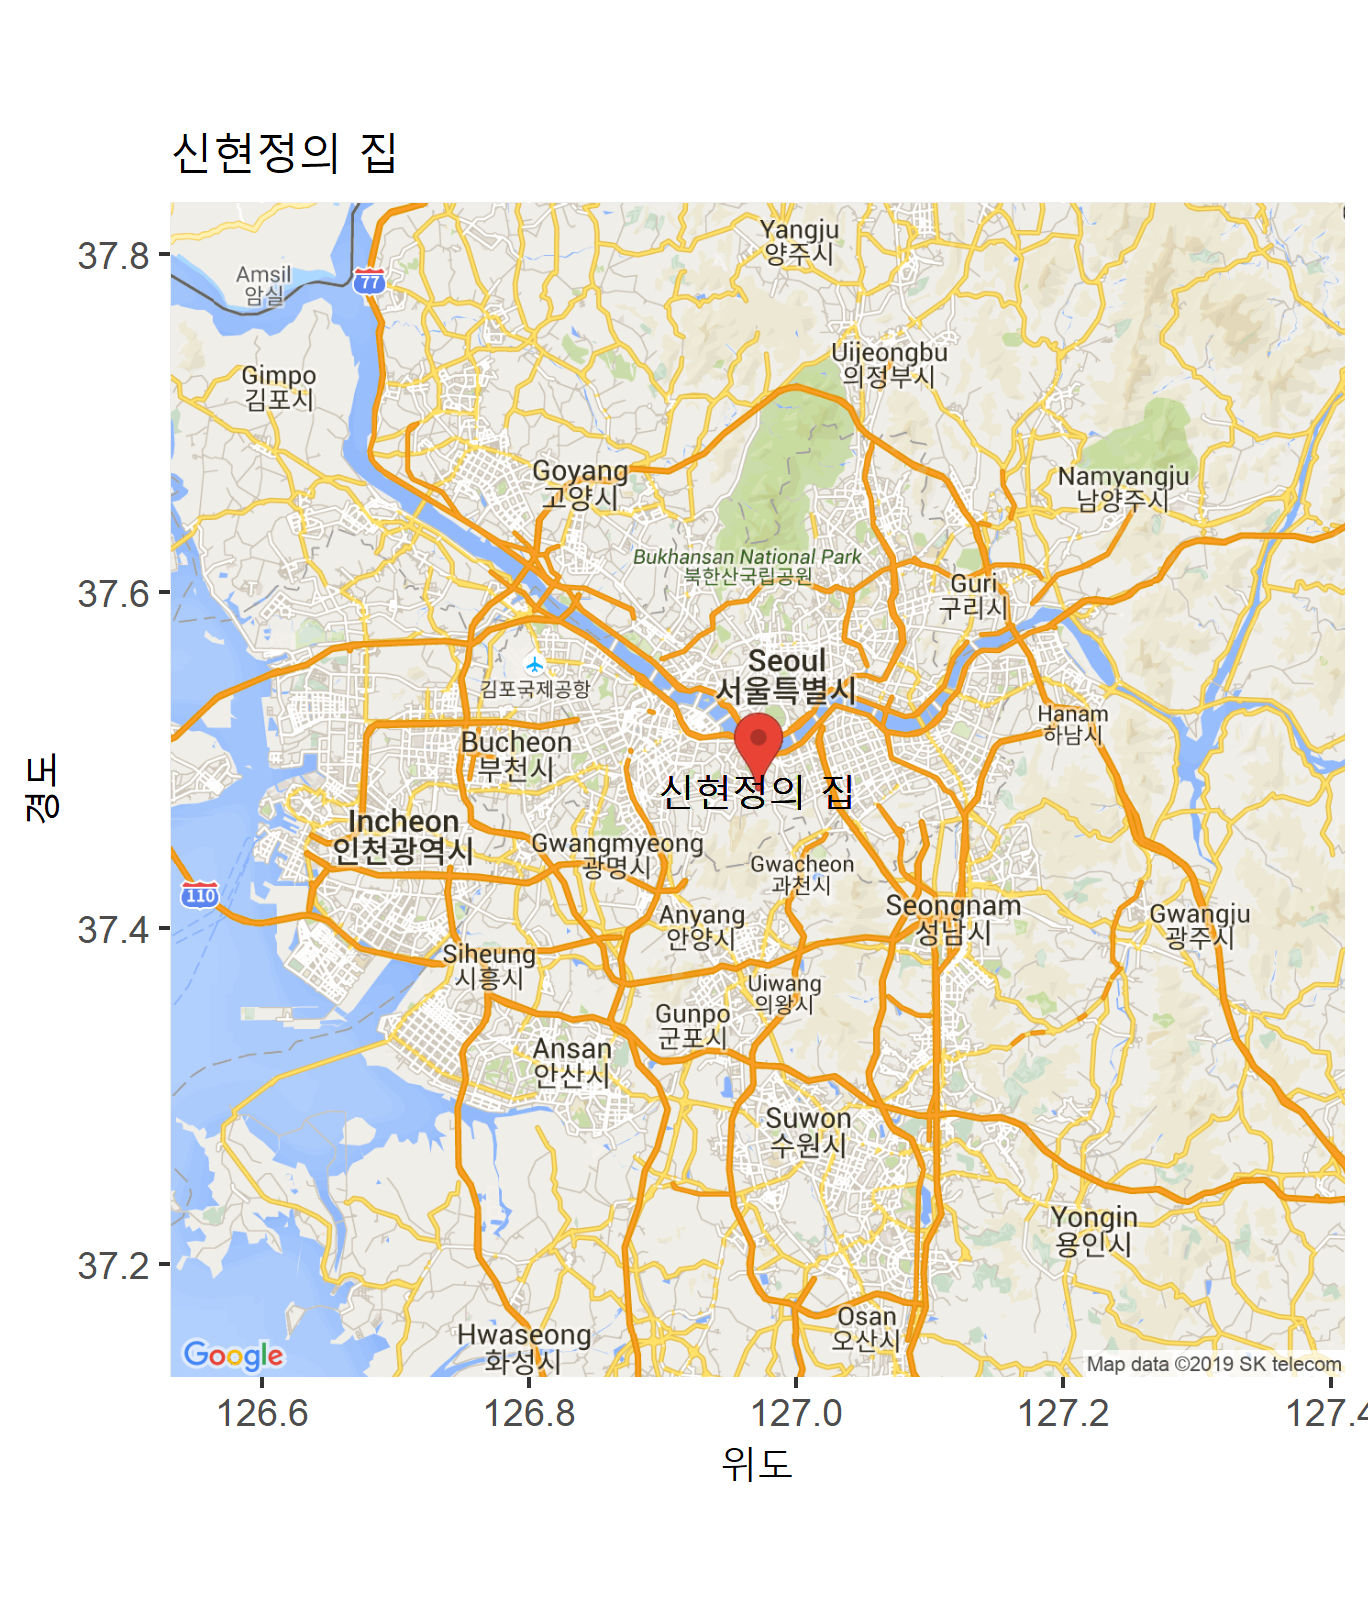 신현정의 집
37.8
37.6
37.4
37.2
경도
Yangju
양주시
Amsil
암실
77
Uijeongbu
의정부시
Gimpo
김포시
Goyang
고양시
Namyangju
남양주시
Bukhansan National Park
북한산국립공원
Guri
구리시
Seoul
서울특별시
김포국제공항
Hanam
하남시
Bucheon
부천시
신현정의 집
Incheon
인천광역시
Gwangmyeong
광명시
Gwacheon
과천시
110
Seongnam
성남시
Anyang
안양시
Gwangju
광주시
Siheung
시흥시
Uiwang
의왕시
Gunpo
군포시
Ansan
안산시
Suwon
수원시
Yongin
용인시
Osan
오산시
Hwaseong
화성시
Google
Map data ©2019 SK telecom
126.6 126.8 127.0 127.2 127.4
위도